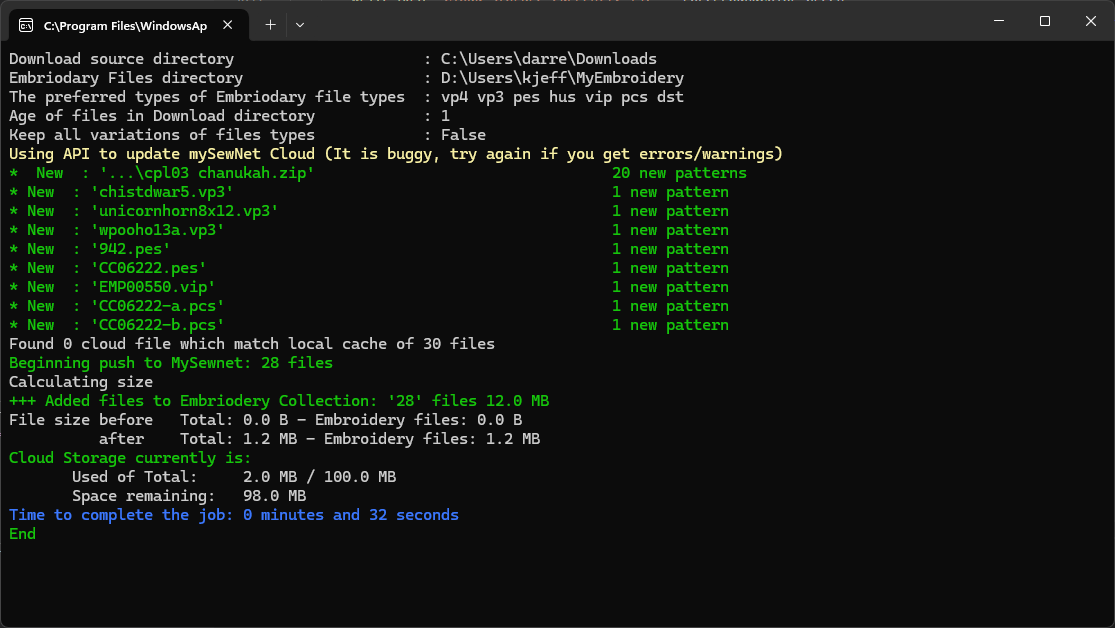 C:\Program Files\WindowsAp
Download source directory : C:\Users\darre\Downloads
Embriodary Files directory : D:\Users\kjeff\MyEmbroidery
The preferred types of Embriodary file types : vp4 vp3 pes hus vip pcs dst
Age of files in Download directory : 1
Keep all variations of files types : False
Using API to update mySewNet Cloud (It is buggy, try again if you get errors/warnings)
* New : '...\cpl03 chanukah.zip' 20 new patterns
* New : 'chistdwar5.vp3' 1 new pattern
* New : 'unicornhorn8x12.vp3' 1 new pattern
* New : 'wpooho13a.vp3' 1 new pattern
* New : '942.pes' 1 new pattern
* New : 'CC06222.pes' 1 new pattern
* New : 'EMP00550.vip' 1 new pattern
* New : 'CC06222-a.pcs' 1 new pattern
* New : 'CC06222-b.pcs' 1 new pattern
Found 0 cloud file which match local cache of 30 files
Beginning push to MySewnet: 28 files
Calculating size
+++ Added files to Embriodery Collection: '28' files 12.0 MB
File size before Total: 0.0 B - Embroidery files: 0.0 B
after Total: 1.2 MB - Embroidery files: 1.2 MB
Cloud Storage currently is:
Used of Total: 2.0 MB / 100.0 MB
Space remaining: 98.0 MB
Time to complete the job: 0 minutes and 32 seconds
End